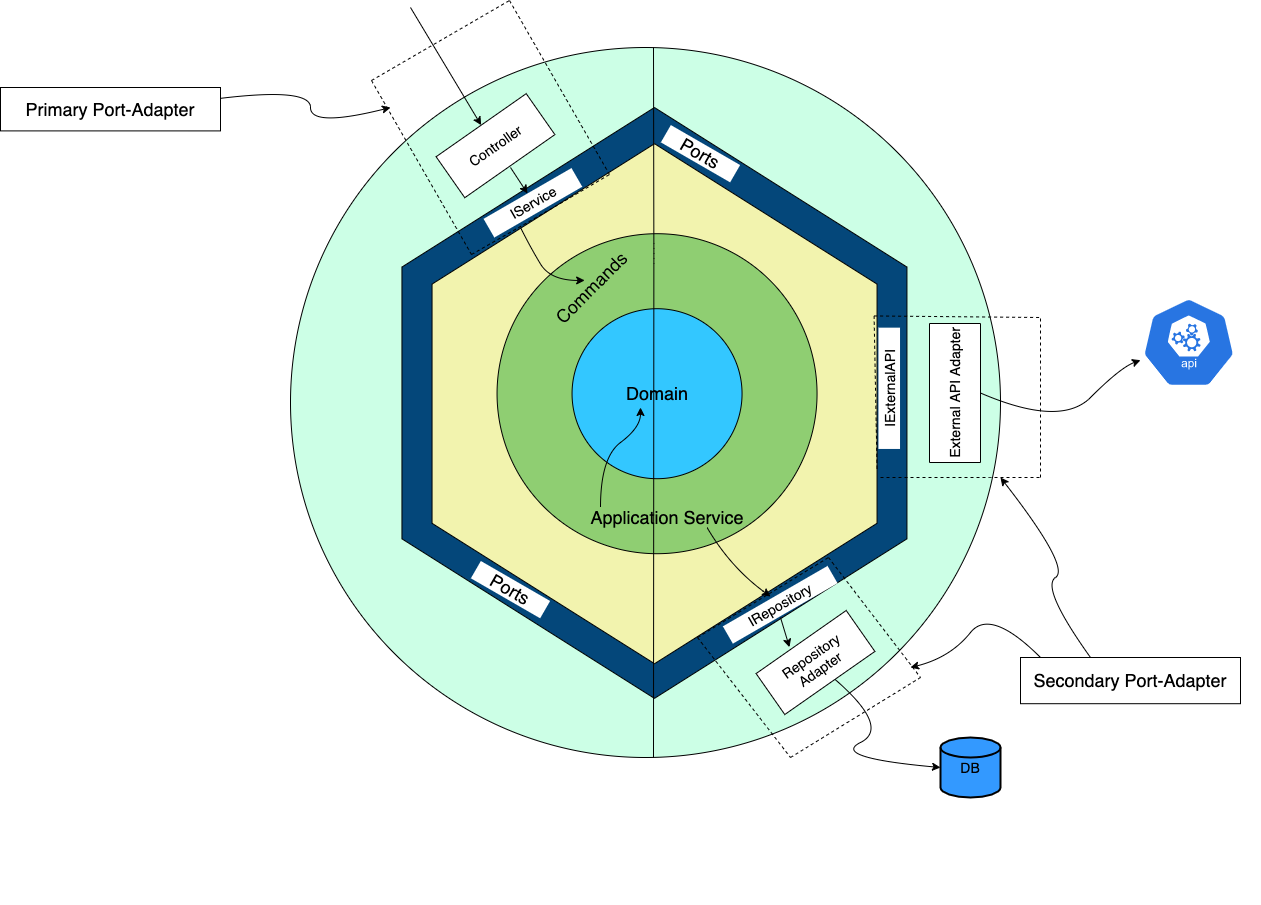 Primary Port-Adapter
Controller
IService
Ports
Commands
Domain
IExternalAPI
External API Adapter
api
Application Service
Ports
IRepository
Repository
Adapter
Secondary Port-Adapter
DB